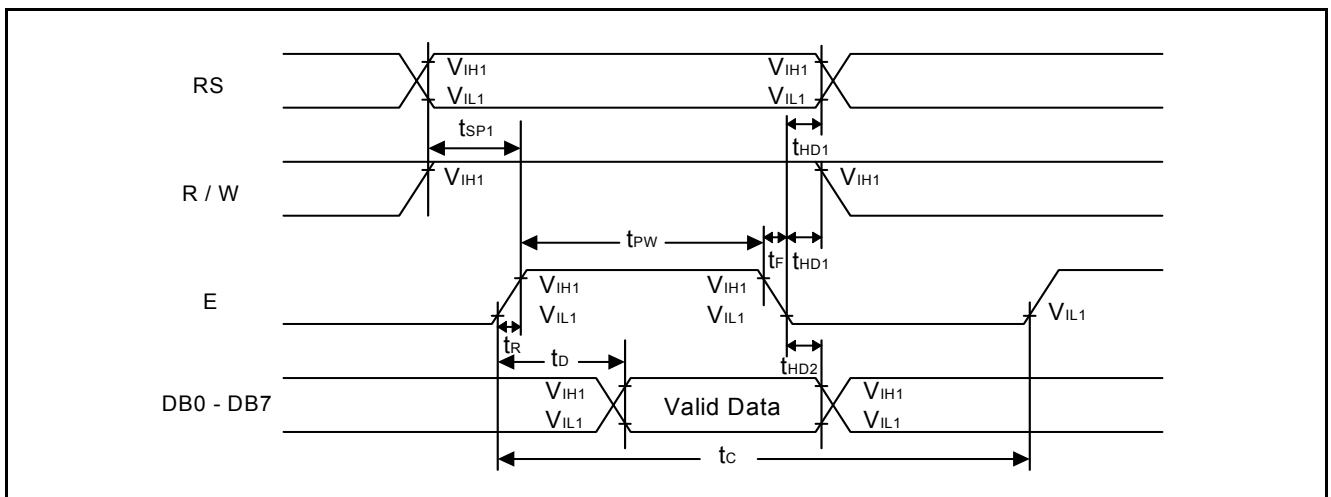 RS
VIH1
VIL1
VIH1
VIL1
tSP1
tHD1
R / W
VIH1
VIH1
tPW
tF
tHD1
E
VIH1
VIL1
VIH1
VIL1
VIL1
tR
tD
tHD2
DB0 - DB7
VIH1
VIL1
Valid Data
VIH1
VIL1
tC